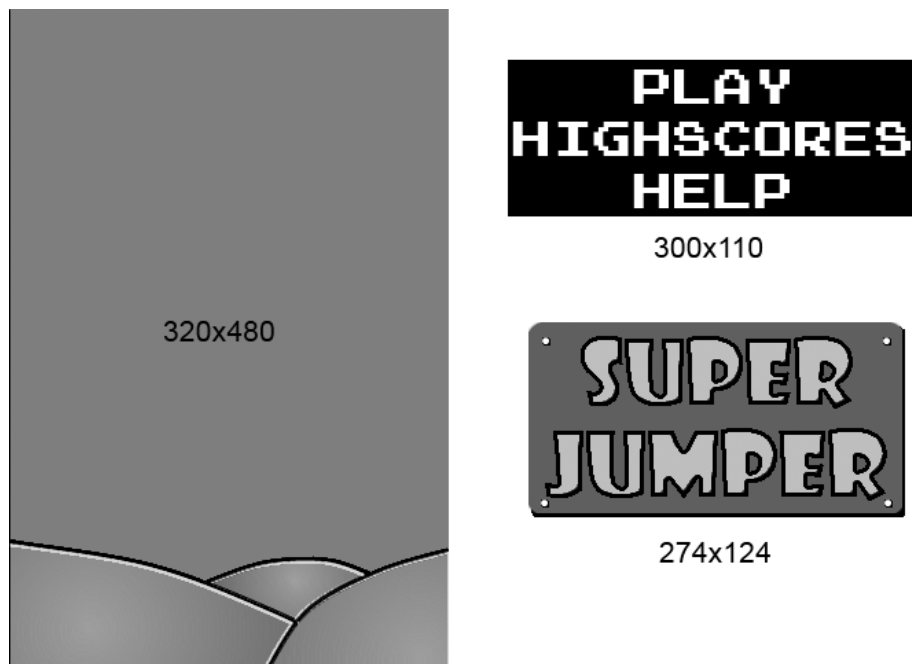 320x480
PLAY
HIGHSCORES
HELP
300x110
SUPER
JUMPER
274x124